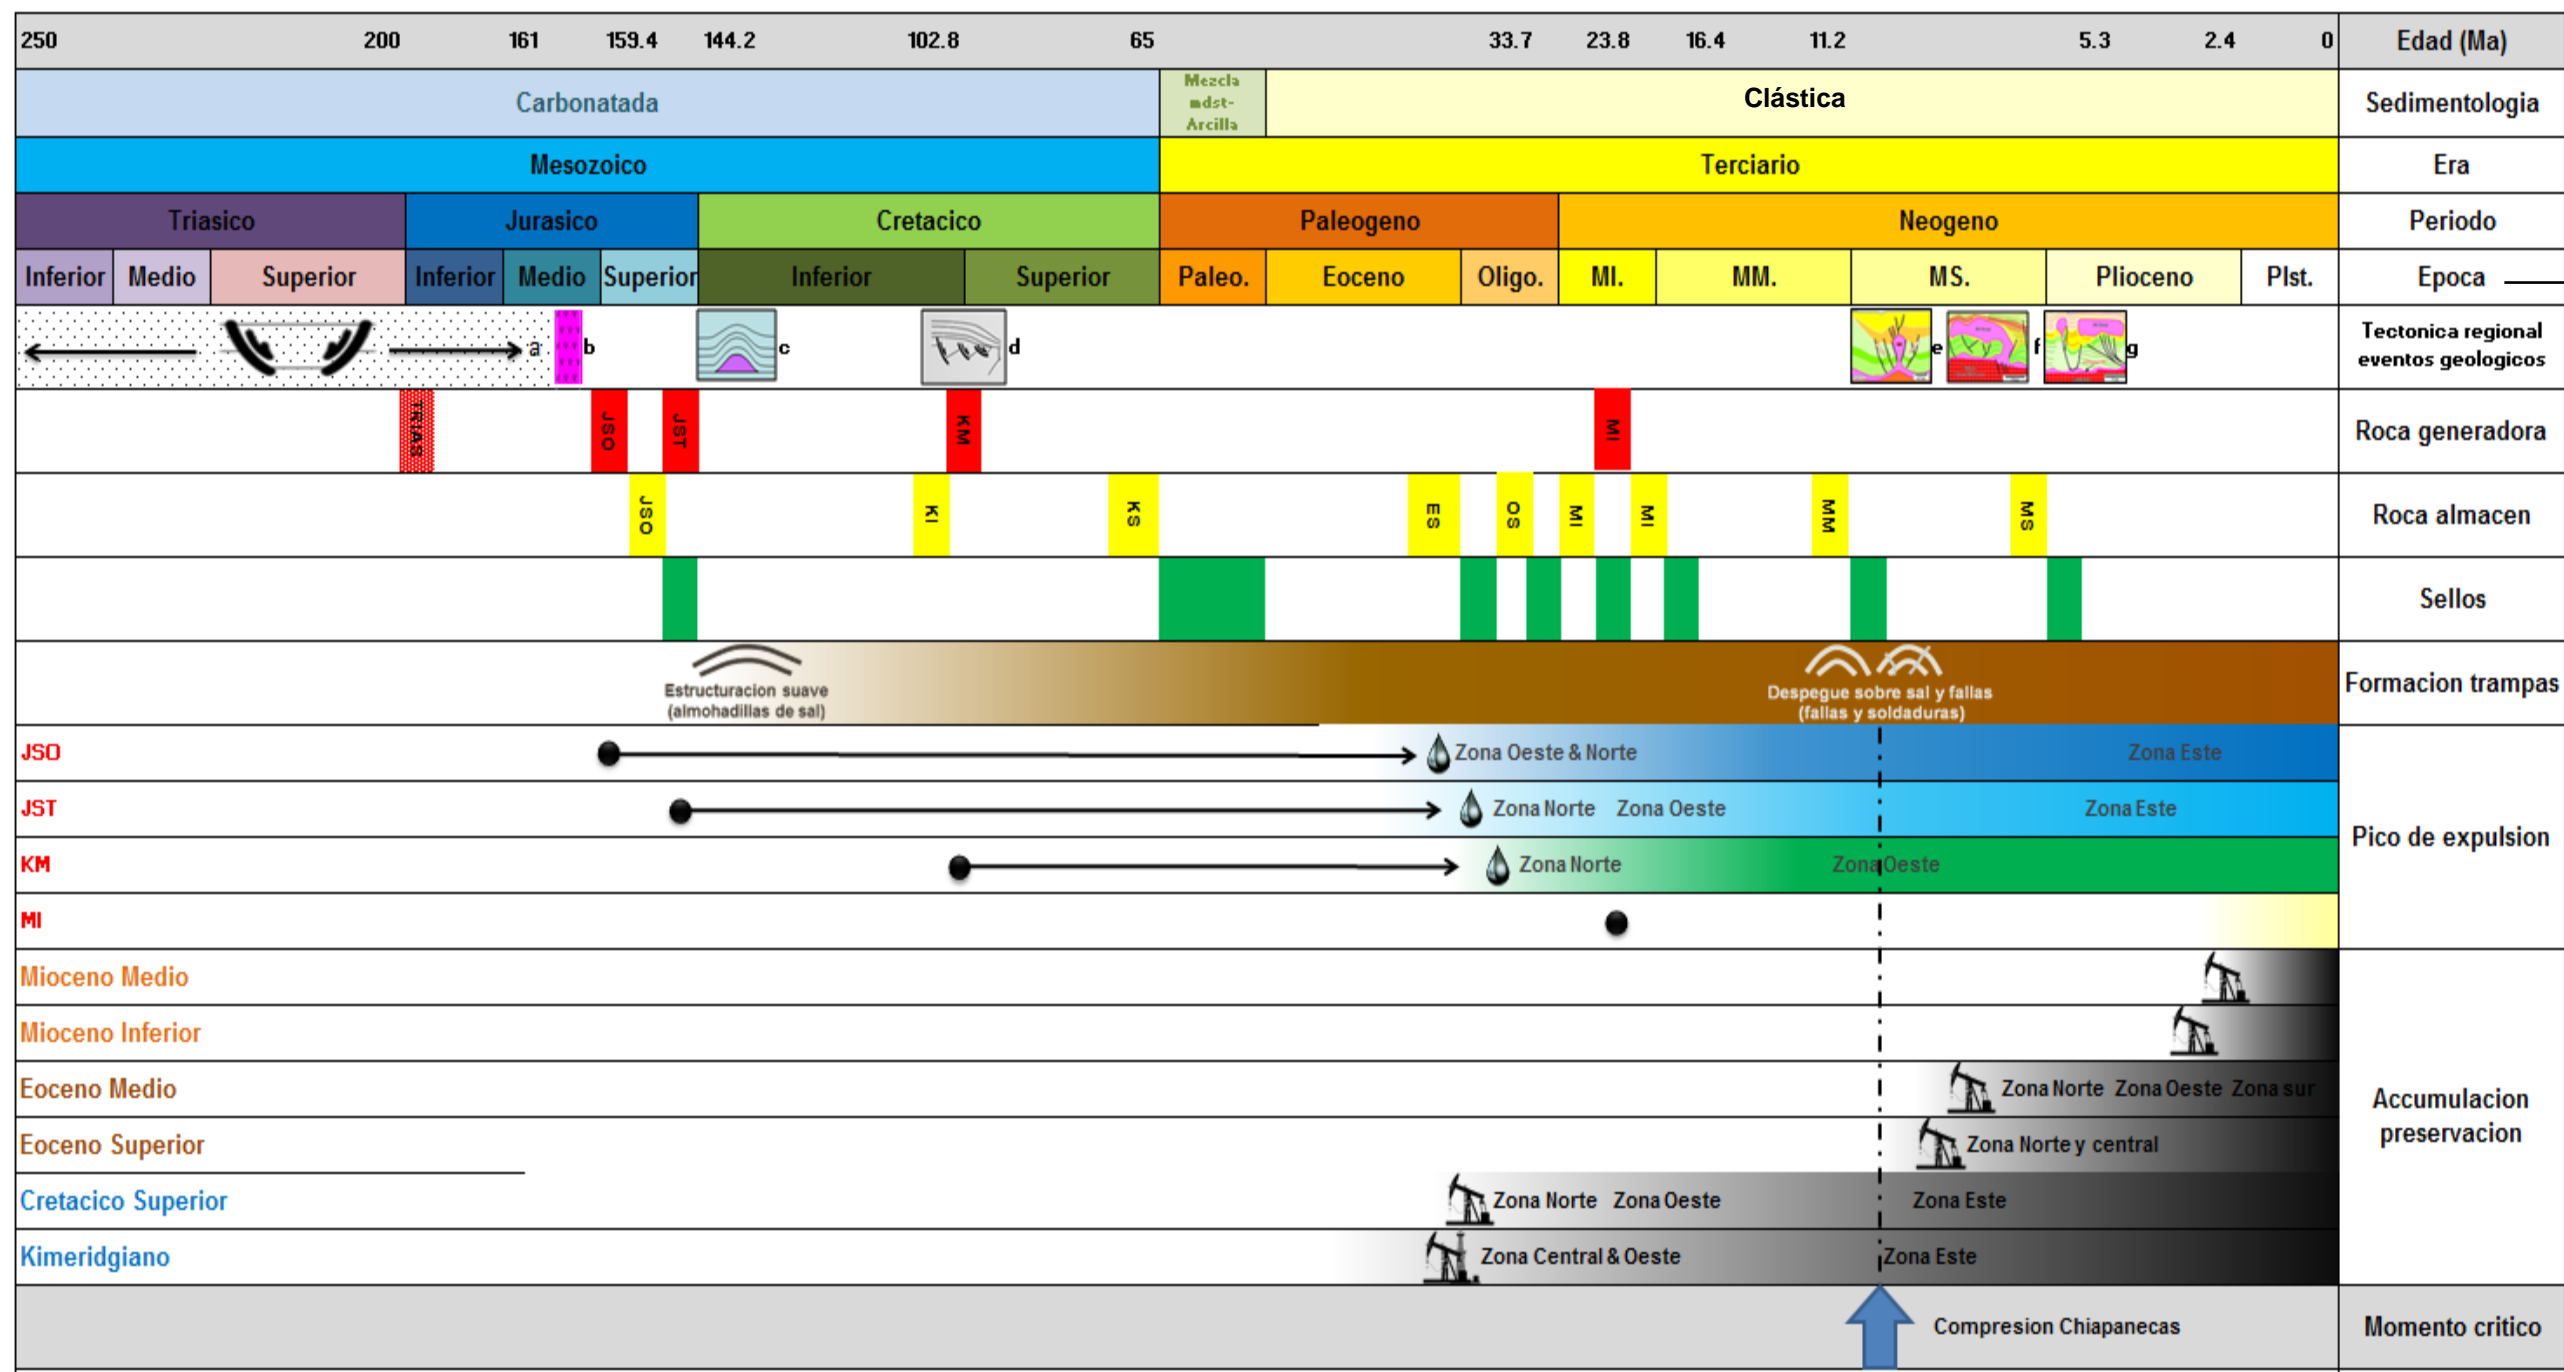 250 200 161 159.4 144.2 102.8 65 33.7 23.8 16.4 11.2 5.3 2.4 0 Edad (Ma)
Carbonatada
Mezcla
mdst-
Arcilla
Clástica
Sedimentologia
Mesozoico Terciario Era
Triasico Jurasico Cretacico Paleogeno Neogeno Periodo
Inferior Medio Superior Inferior Medio Superior Inferior Superior Paleo. Eoceno Oligo. MI. MM. MS. Plioceno Plst. Epoca
a b c d e f g
Tectonica regional
eventos geologicos
TRIAS JSO JST KM MI Roca generadora
JSO KI KS ES OS MI MI MM MS Roca almacen
Sellos
Estructuracion suave
(almohadillas de sal)
Despegue sobre sal y fallas
(fallas y soldaduras)
Formacion trampas
JSO Zona Oeste & Norte Zona Este
JST Zona Norte Zona Oeste Zona Este
Pico de expulsion
KM Zona Norte Zona Oeste
MI
Mioceno Medio
Mioceno Inferior
Eoceno Medio Zona Norte Zona Oeste Zona sur
Accumulacion
preservacion
Eoceno Superior Zona Norte y central
Cretacico Superior Zona Norte Zona Oeste Zona Este
Kimeridgiano Zona Central & Oeste Zona Este
Compresion Chiapanecas Momento critico